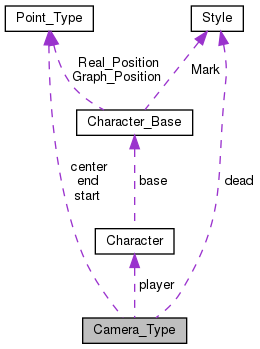 Point_Type
Style
Real_Position
Graph_Position
Mark
Character_Base
center
end
start
base
dead
Character
player
Camera_Type